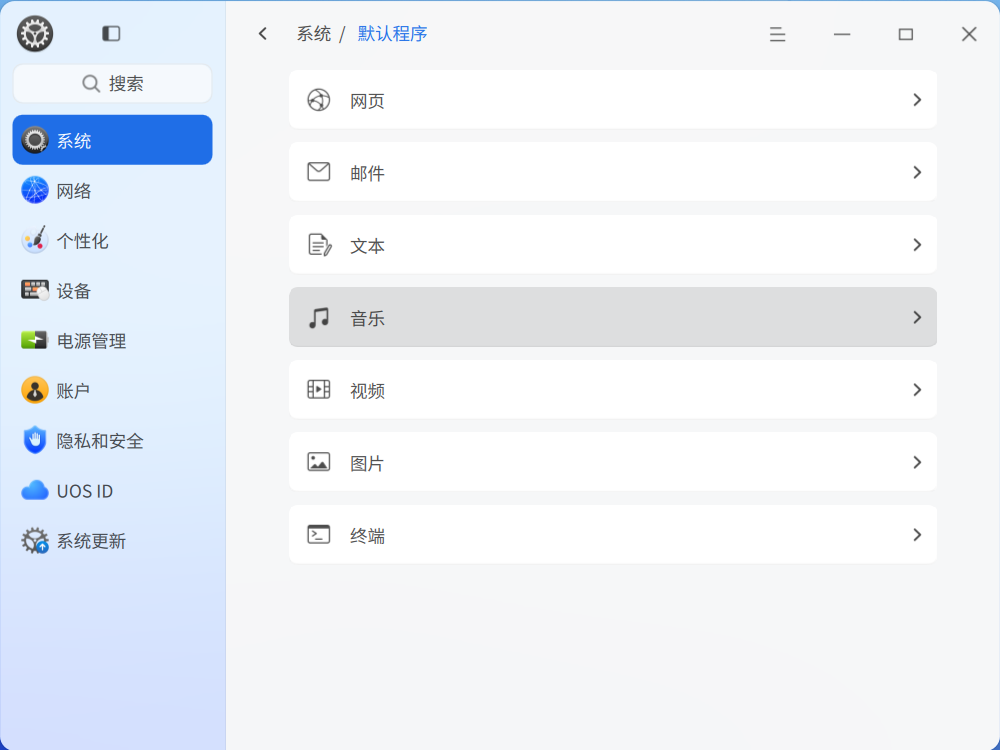 系统 / 默认程序
搜索
系统
网络
个性化
设备
电源管理
账户
隐私和安全
UOS ID
系统更新
网页
邮件
文本
音乐
视频
图片
终端